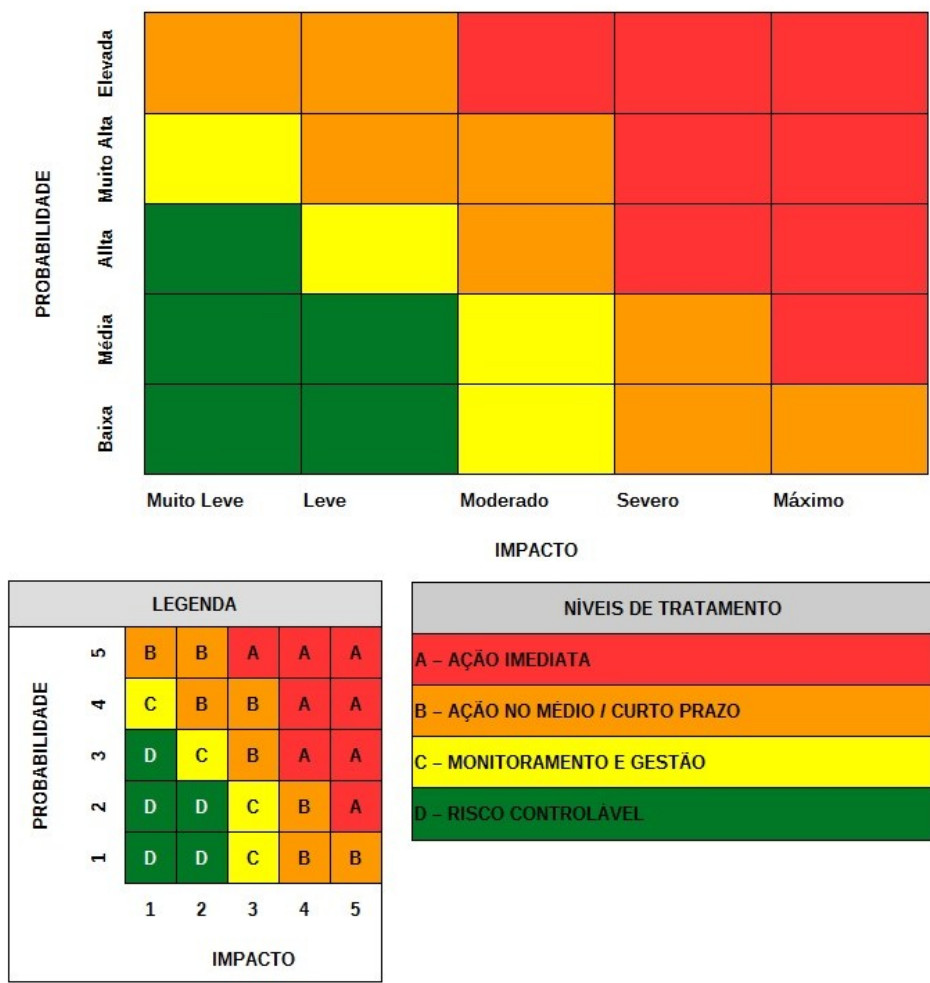 PROBABILIDADE
Elevada
Muito Alta
Allta
Média
Baixa
Muito Leve Leve Moderado Severo Máximo
IMPACTO
LEGENDA
PROBABILIDADE
5 B B A A A
4 C B B A A
3 D C B A A
2 D D C B A
1 D D C B B
1 2 3 4 5
IMPACTO
NÍVEIS DE TRATAMENTO
A – AÇÃO IMEDIATA
B – AÇÃO NO MÉDIO / CURTO PRAZO
C – MONITORAMENTO E GESTÃO
D – RISCO CONTROLÁVEL